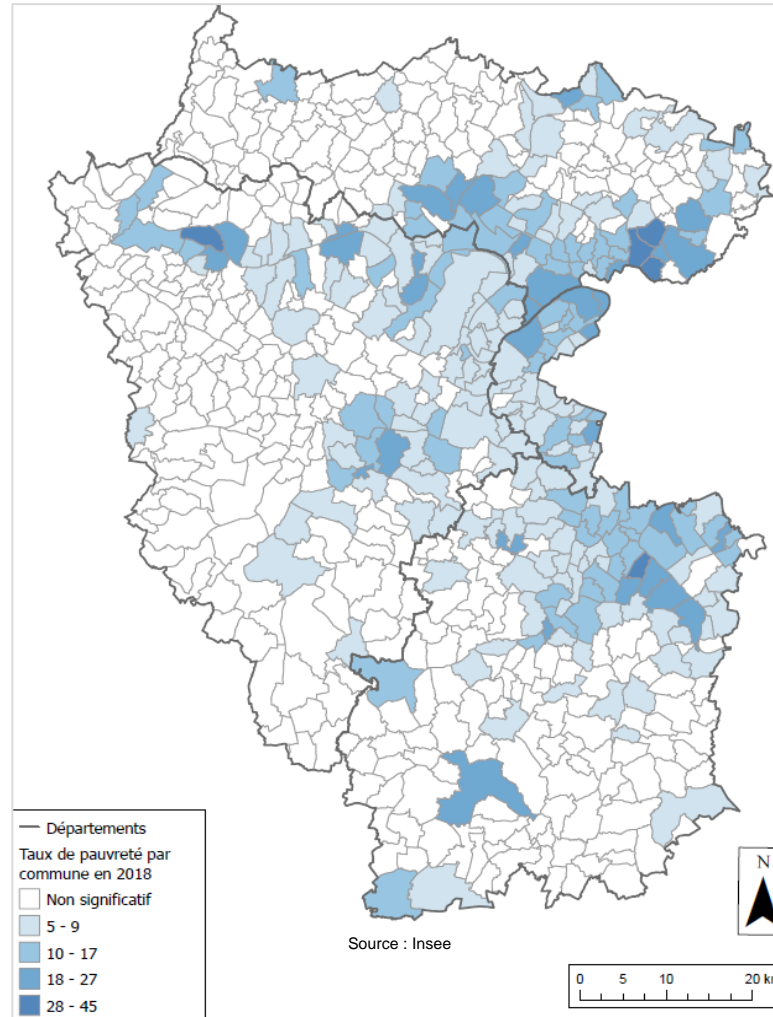 Départements
Taux de pauvreté par
commune en 2018
Non significatif
5 - 9
10 - 17
18 - 27
28 - 45
Source : Insee
N
0 5 10 20 k